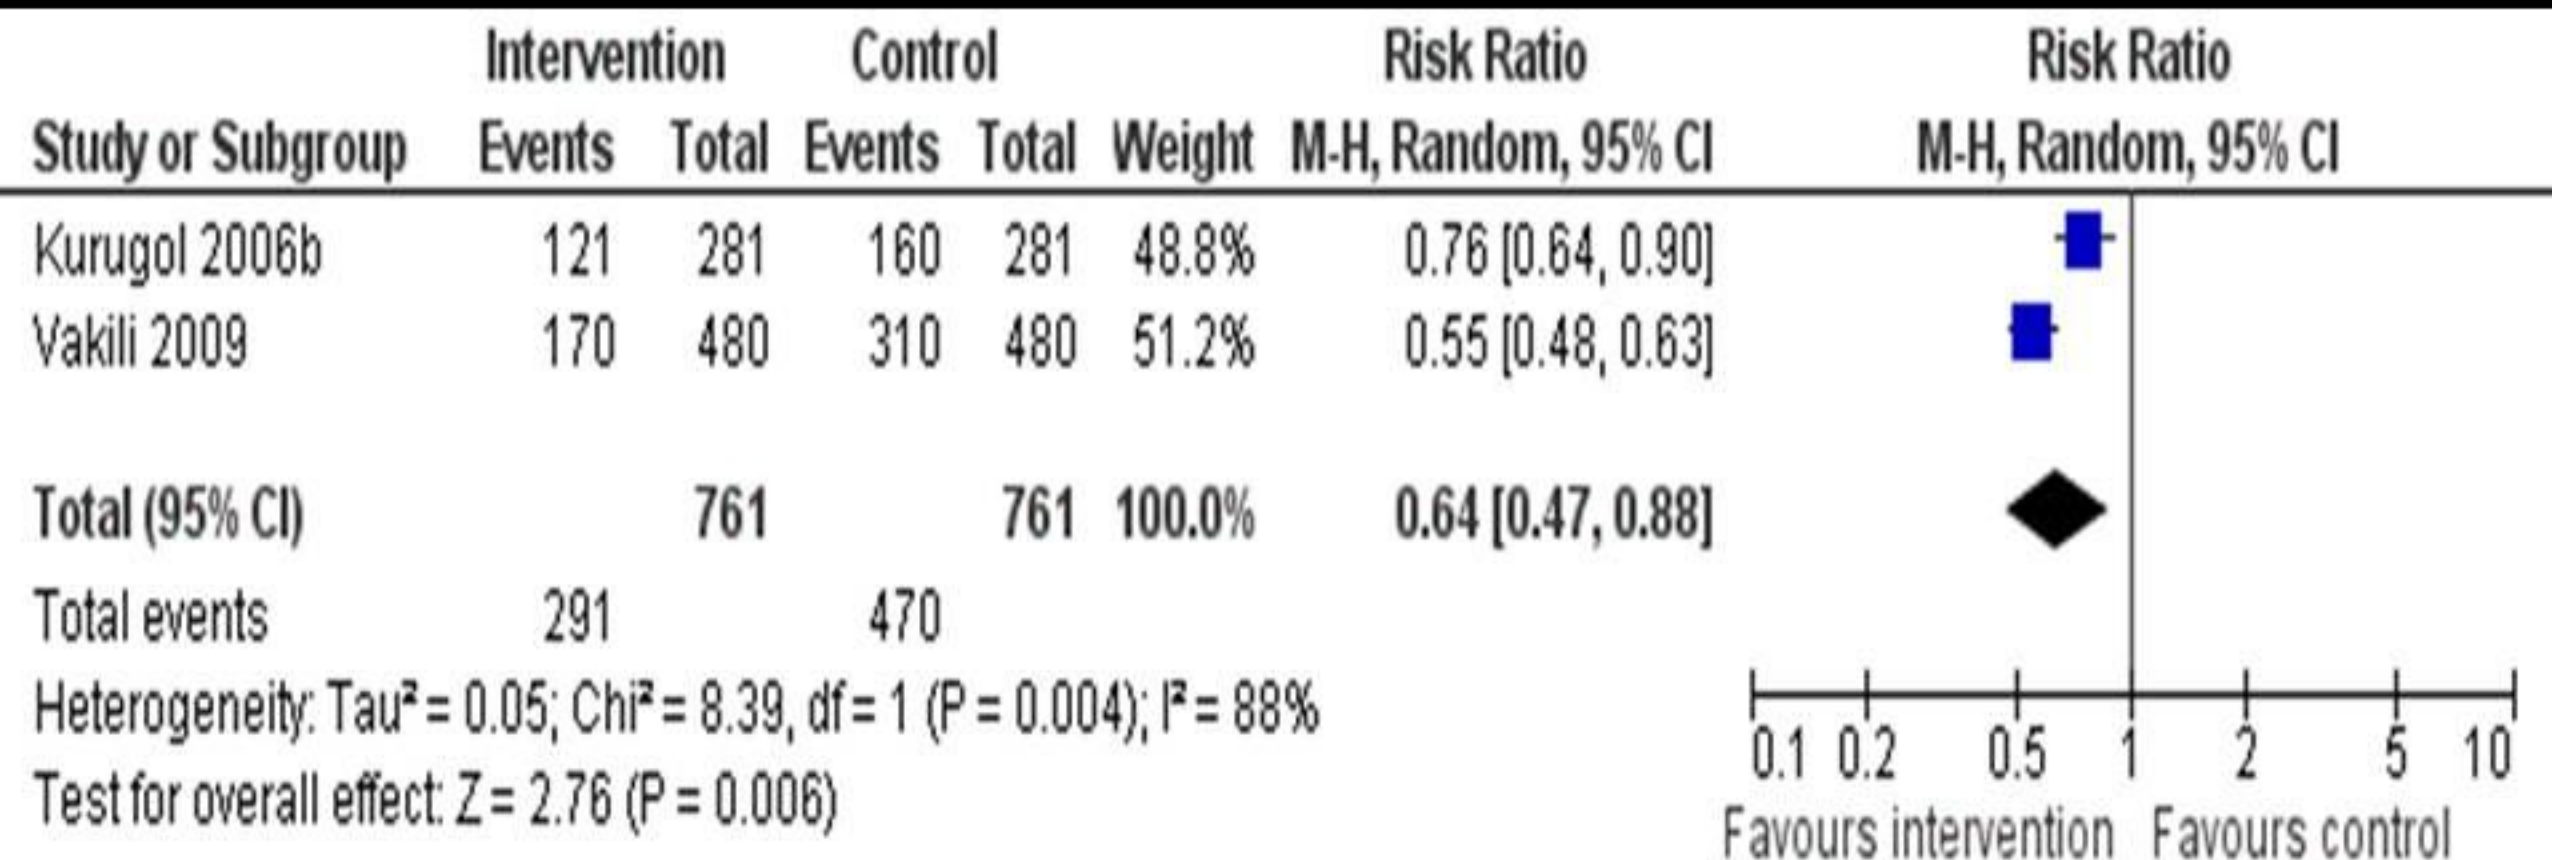 Intervention Control Risk Ratio Risk Ratio
Study or Subgroup Events Total Events Total Weight M-H, Random, 95% CI M-H, Random, 95% CI
Kurugol 2006b 121 281 160 281 48.8% 0.76 [0.64, 0.90]
Vakili 2009 170 480 310 480 51.2% 0.55 [0.48, 0.63]
Total (95% CI) 761 761 100.0% 0.64 [0.47, 0.88]
Total events 291 470
Heterogeneity: Tau² = 0.05; Chi² = 8.39, df = 1 (P = 0.004); I² = 88%
Test for overall effect: Z = 2.76 (P = 0.006)
0.1 0.2 0.5 1 2 5 10
Favours intervention Favours control